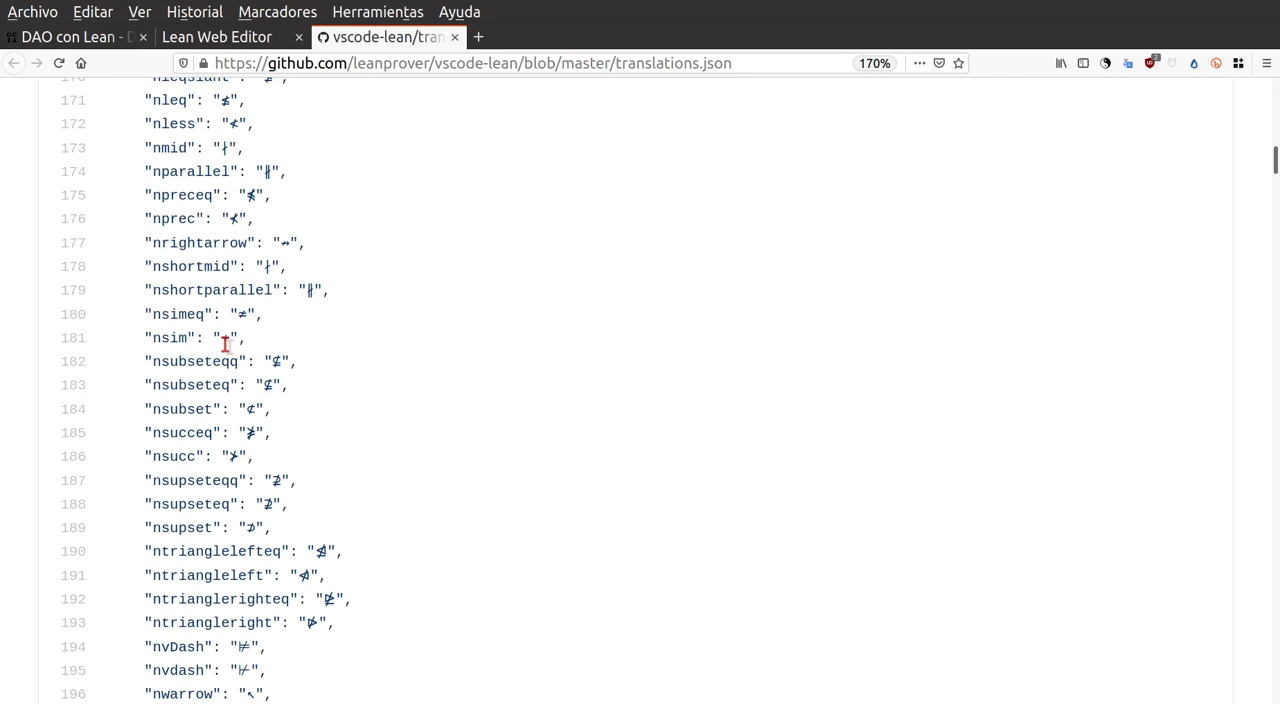 Archivo Editar Ver Historial Marcadores Herramientas Ayuda
DAO con Lean - D × Lean Web Editor × vscode-lean/tran × +
https://github.com/leanprover/vscode-lean/blob/master/translations.json 170%
171 "nleq": "≰",
172 "nless": "≮",
173 "nmid": "∤",
174 "nparallel": "∦",
175 "npreceq": "⋠",
176 "nprec": "⊀",
177 "nrightarrow": "↛",
178 "nshortmid": "∤",
179 "nshortparallel": "∦",
180 "nsimeq": "≄",
181 "nsim": "
182 "nsubseteqq": "⊈",
183 "nsubseteq": "⊈",
184 "nsubset": "⊄",
185 "nsucceq": "⋡",
186 "nsucc": "⊁",
187 "nsupseteqq": "⊉",
188 "nsupseteq": "⊉",
189 "nsupset": "⊅",
190 "ntrianglelefteq": "⋬",
191 "ntriangleleft": "⋪",
192 "ntrianglerighteq": "⋭",
193 "ntriangleright": "⋫",
194 "nvDash": "⊭",
195 "nvdash": "⊬",
196 "nwarrow": "↖",